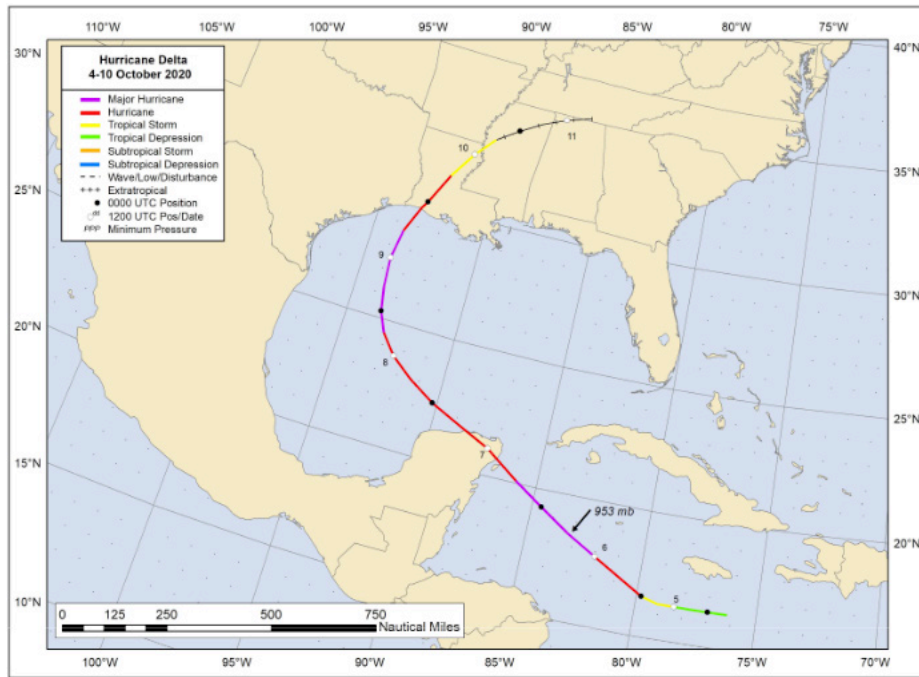 110°W 105°W 100°W 95°W 90°W 85°W 80°W 75°W
30°N
40°N
Hurricane Delta
4-10 October 2020
Major Hurricane
Hurricane
Tropical Storm
Tropical Depression
Subtropical Storm
Subtropical Depression
Wave/Low/Disturbance
Extratropical
0000 UTC Position
1200 UTC Pos/Date
PPP Minimum Pressure
11
10
35°N
25°N
9
30°N
20°N
8
25°N
7
15°N
953 mb
6
20°N
5
10°N
0 125 250 500 750
Nautical Miles
100°W 95°W 90°W 85°W 80°W 75°W 70°W